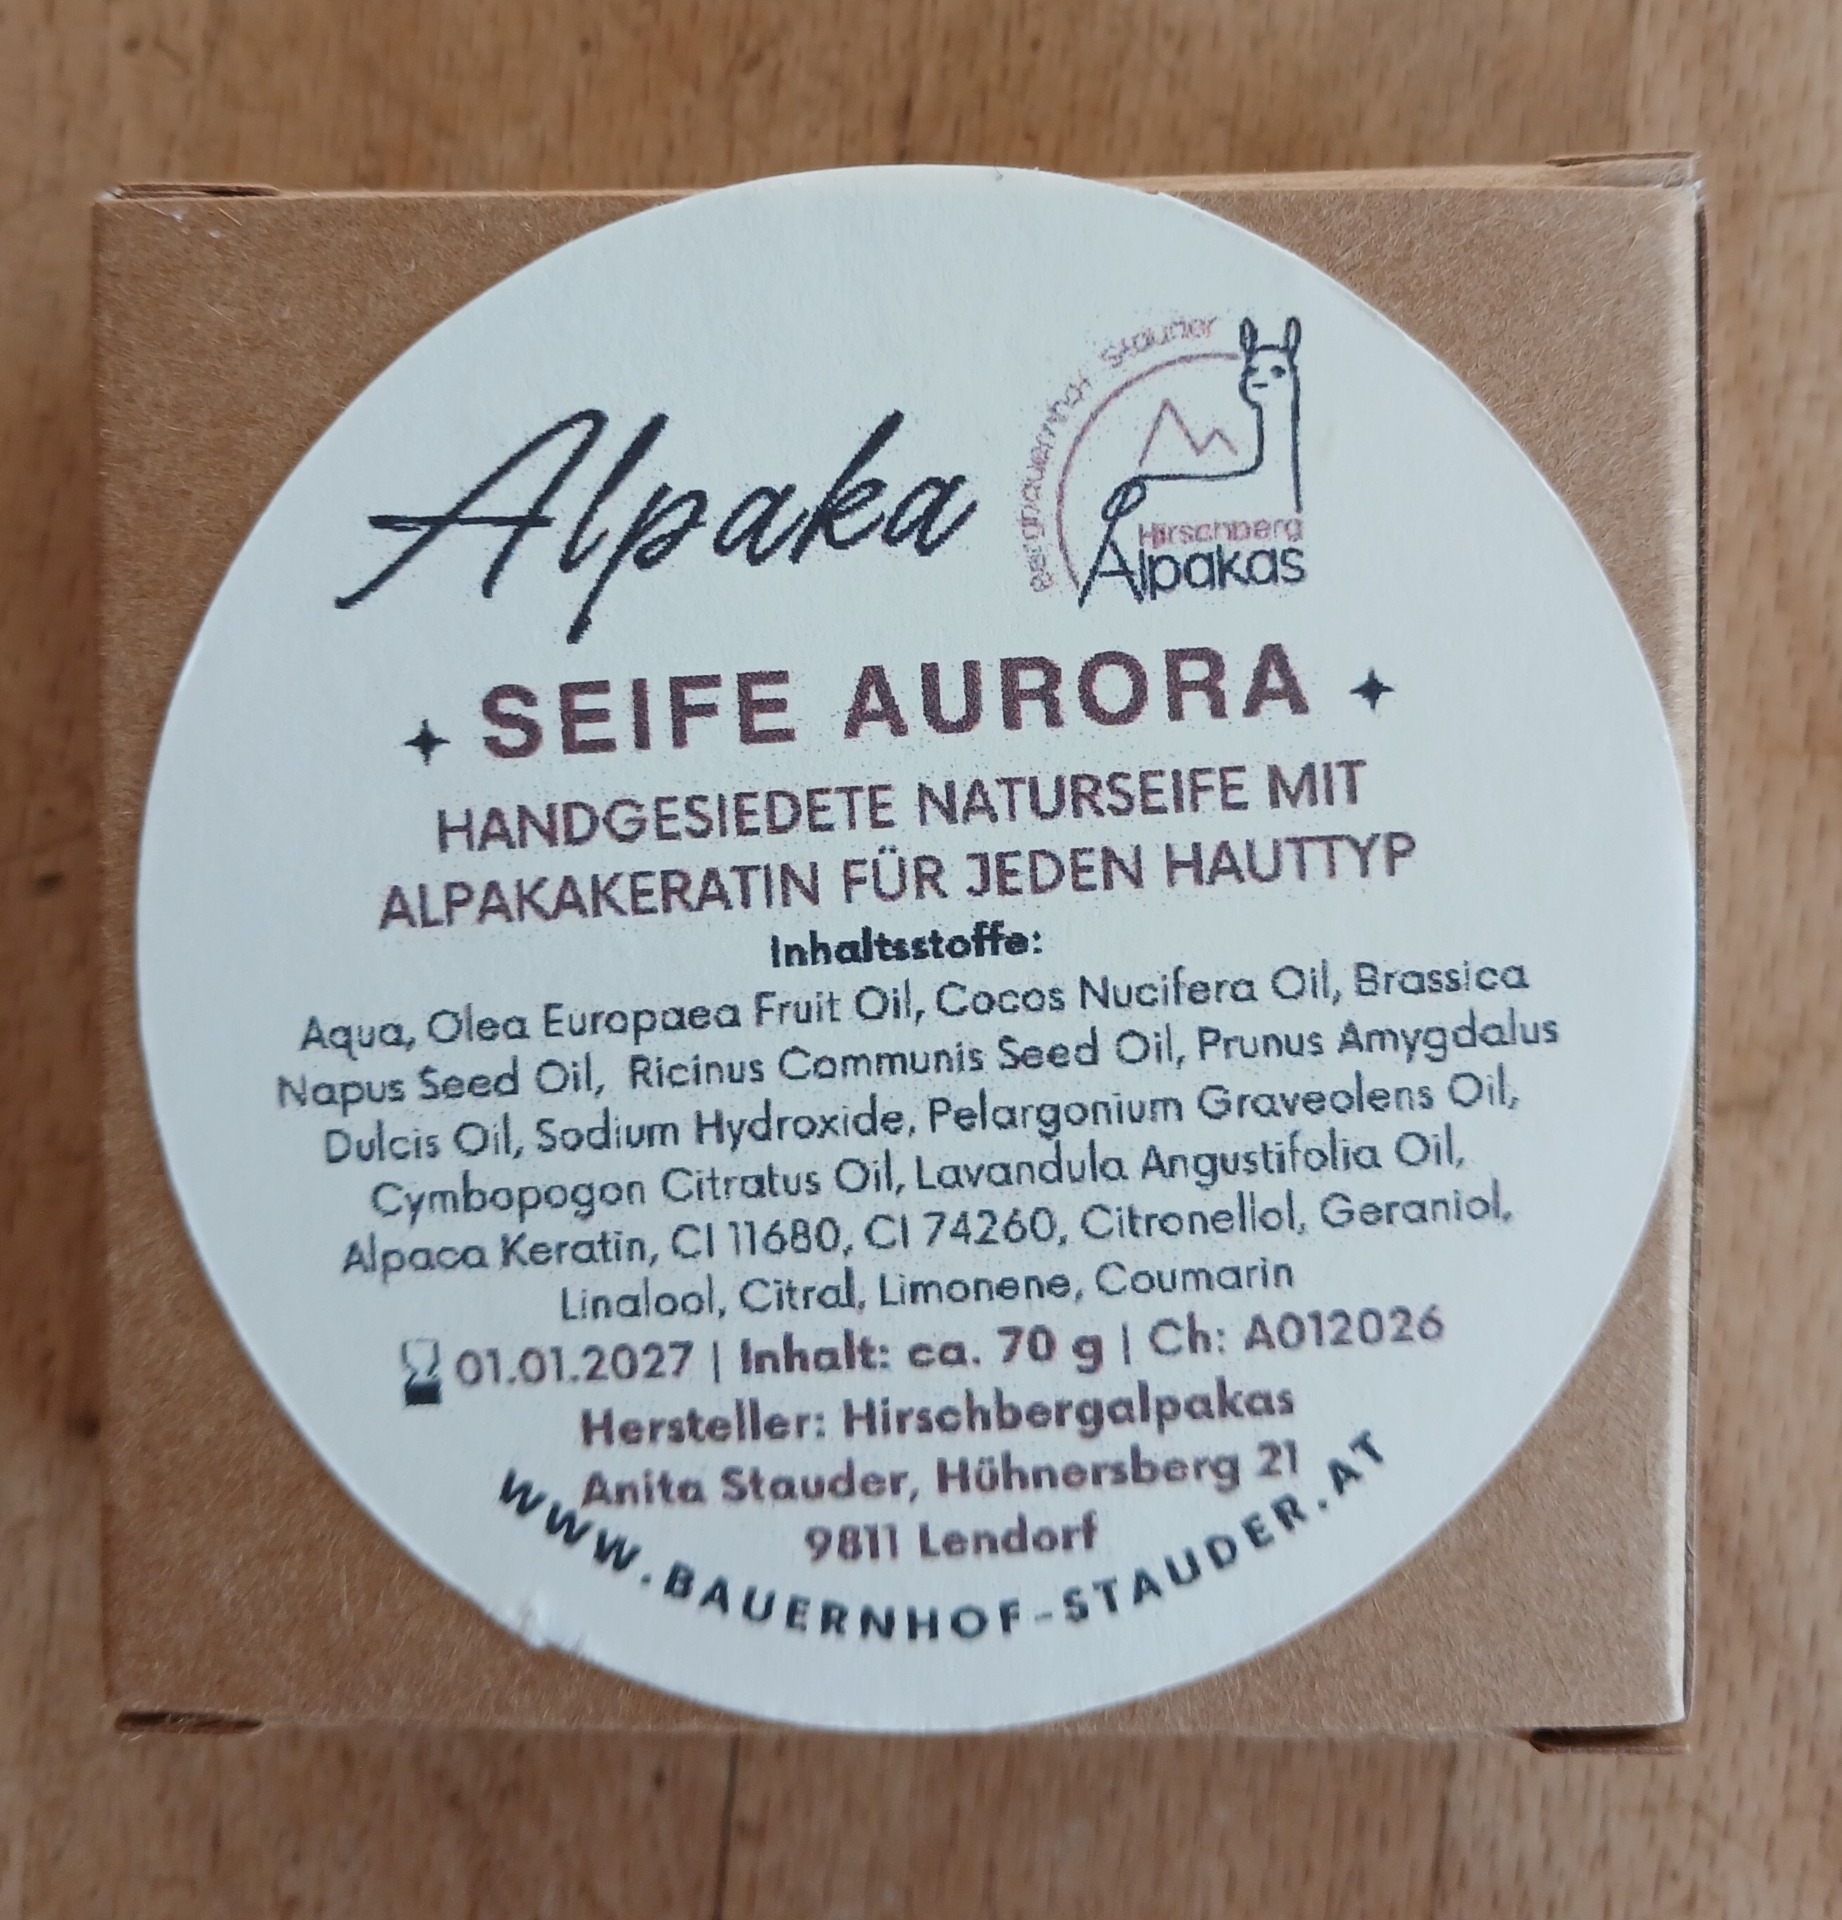 Alpaka
Bergbauernhof Stauder
Hirschberg
Alpakas
SEIFE AURORA
HANDGESIEDETE NATURSEIFE MIT
ALPAKAKERATIN FÜR JEDEN HAUTTYP
Inhaltsstoffe:
Aqua, Olea Europaea Fruit Oil, Cocos Nucifera Oil, Brassica
Napus Seed Oil, Ricinus Communis Seed Oil, Prunus Amygdalus
Dulcis Oil, Sodium Hydroxide, Pelargonium Graveolens Oil,
Cymbopogon Citratus Oil, Lavandula Angustifolia Oil,
Alpaca Keratin, CI 11680, CI 74260, Citronellol, Geraniol,
Linalool, Citral, Limonene, Coumarin
01.01.2027 | Inhalt: ca. 70 g | Ch: A012026
Hersteller: Hirschbergalpakas
Anita Stauder, Hühnersberg 21
9811 Lendorf
WWW.BAUERNHOF-STAUDER.AT